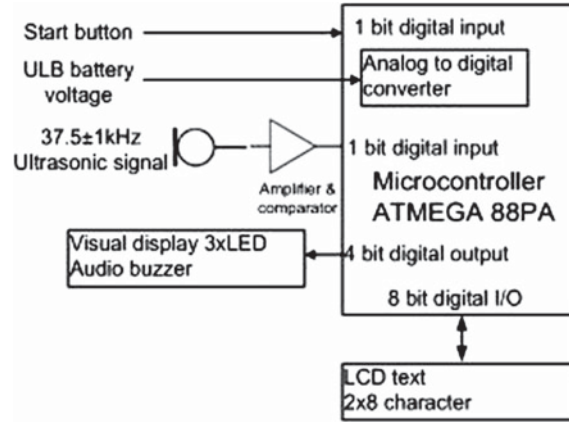 Start button
1 bit digital input
ULB battery
voltage
Analog to digital
converter
37.5±1kHz
Ultrasonic signal
1 bit digital input
Amplifier &
comparator
Microcontroller
ATMEGA 88PA
Visual display 3xLED
Audio buzzer
4 bit digital output
8 bit digital I/O
LCD text
2x8 character